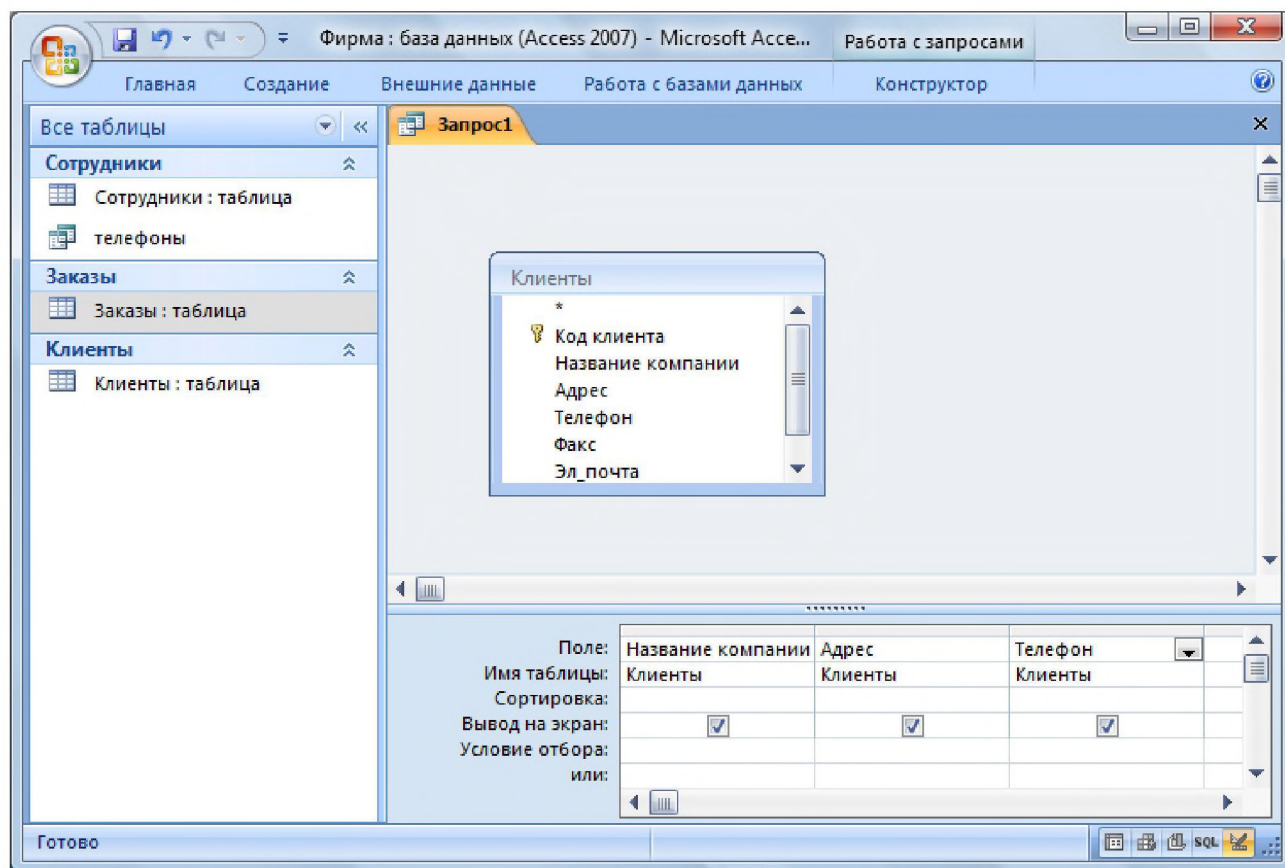 Фирма : база данных (Access 2007) - Microsoft Acce...
Работа с запросами
Главная Создание Внешние данные Работа с базами данных Конструктор
Все таблицы
Сотрудники
Сотрудники : таблица
телефоны
Заказы
Заказы : таблица
Клиенты
Клиенты : таблица
Запрос1
Клиенты
*
Код клиента
Название компании
Адрес
Телефон
Факс
Эл_почта
Поле: Название компании Адрес Телефон
Имя таблицы: Клиенты Клиенты Клиенты
Сортировка:
Вывод на экран:
Условие отбора:
или:
Готово
SQL